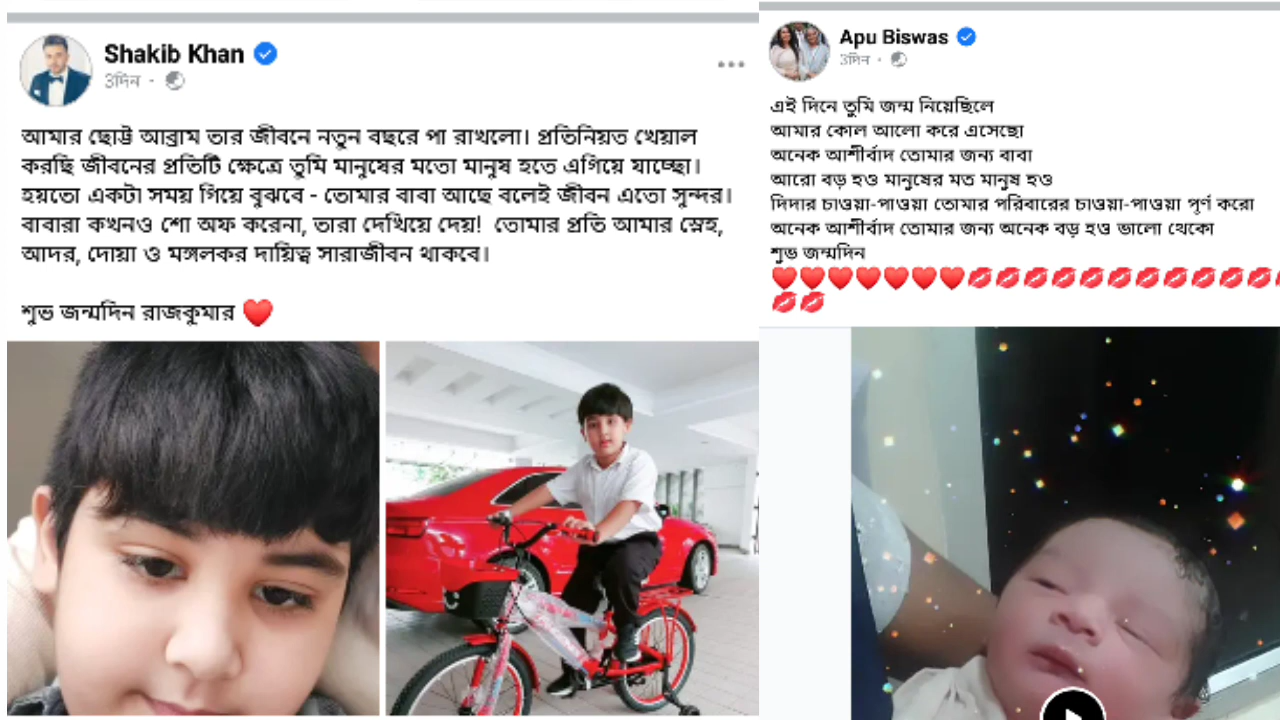 Shakib Khan
3দিন
আমার ছোট্ট আব্রাম তার জীবনে নতুন বছরে পা রাখলো। প্রতিনিয়ত খেয়াল
করছি জীবনের প্রতিটি ক্ষেত্রে তুমি মানুষের মতো মানুষ হতে এগিয়ে যাচ্ছো।
হয়তো একটা সময় গিয়ে বুঝবে - তোমার বাবা আছে বলেই জীবন এতো সুন্দর।
বাবারা কখনও শো অফ করেনা, তারা দেখিয়ে দেয়! তোমার প্রতি আমার স্নেহ,
আদর, দোয়া ও মঙ্গলকর দায়িত্ব সারাজীবন থাকবে।
শুভ জন্মদিন রাজকুমার ♥️
Apu Biswas
3দিন
এই দিনে তুমি জন্ম নিয়েছিলে
আমার কোল আলো করে এসেছো
অনেক আশীর্বাদ তোমার জন্য বাবা
আরো বড় হও মানুষের মত মানুষ হও
দিদার চাওয়া-পাওয়া তোমার পরিবারের চাওয়া-পাওয়া পূর্ণ করো
অনেক আশীর্বাদ তোমার জন্য অনেক বড় হও ভালো থেকো
শুভ জন্মদিন
♥️♥️♥️♥️♥️♥️♥️💋💋💋💋💋💋💋💋💋💋💋💋
💋💋